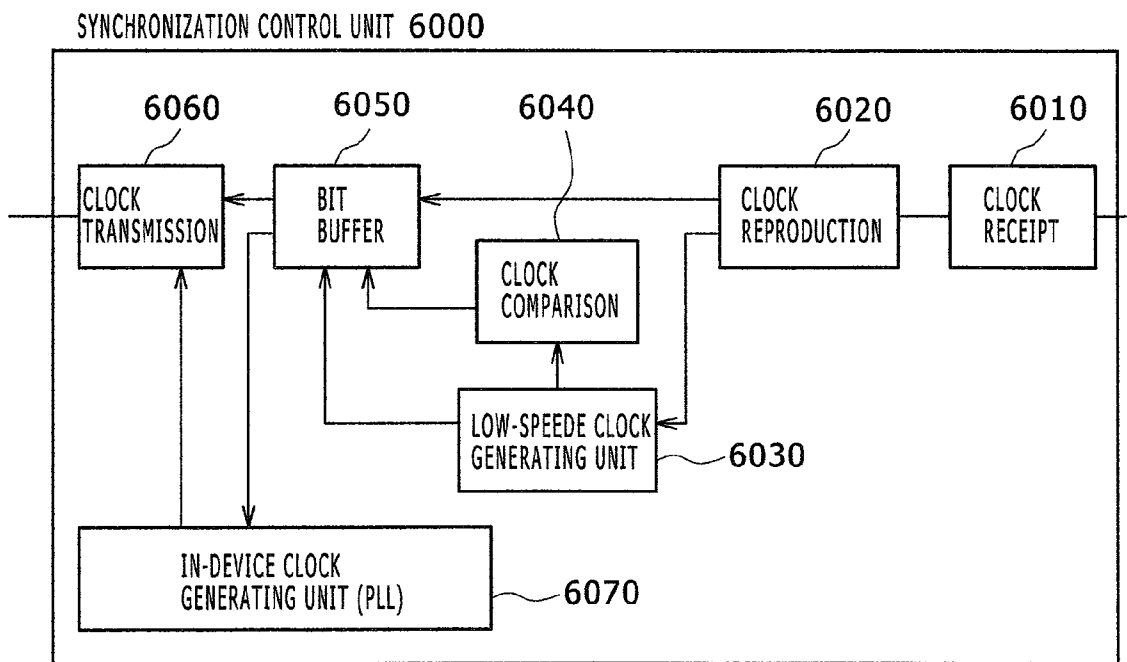 SYNCHRONIZATION CONTROL UNIT 6000
6060
6050
6040
6020
6010
CLOCK
TRANSMISSION
BIT
BUFFER
CLOCK
REPRODUCTION
CLOCK
RECEIPT
CLOCK
COMPARISON
LOW-SPEEDE CLOCK
GENERATING UNIT
6030
IN-DEVICE CLOCK
GENERATING UNIT (PLL)
6070